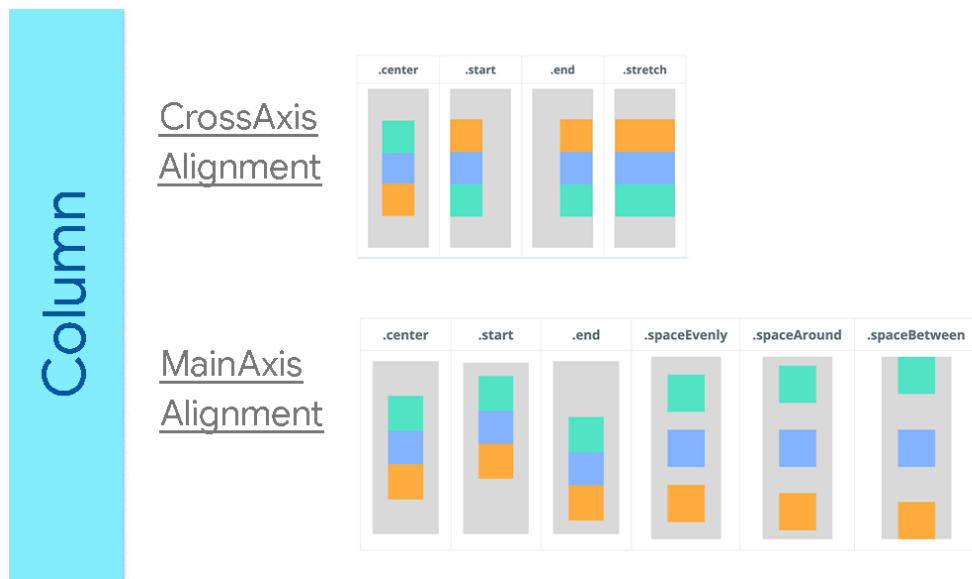 Column
CrossAxis
Alignment
.center .start .end .stretch
MainAxis
Alignment
.center .start .end .spaceEvenly .spaceAround .spaceBetween